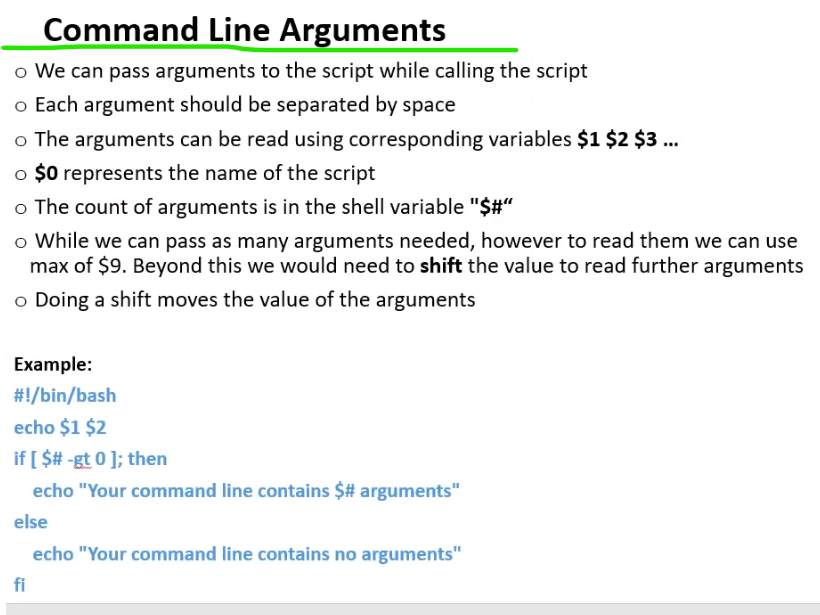 Command Line Arguments
o We can pass arguments to the script while calling the script
o Each argument should be separated by space
o The arguments can be read using corresponding variables $1 $2 $3 ...
o $0 represents the name of the script
o The count of arguments is in the shell variable "$#“
o While we can pass as many arguments needed, however to read them we can use
max of $9. Beyond this we would need to shift the value to read further arguments
o Doing a shift moves the value of the arguments
Example:
#!/bin/bash
echo $1 $2
if [ $# -gt 0 ]; then
echo "Your command line contains $# arguments"
else
echo "Your command line contains no arguments"
fi